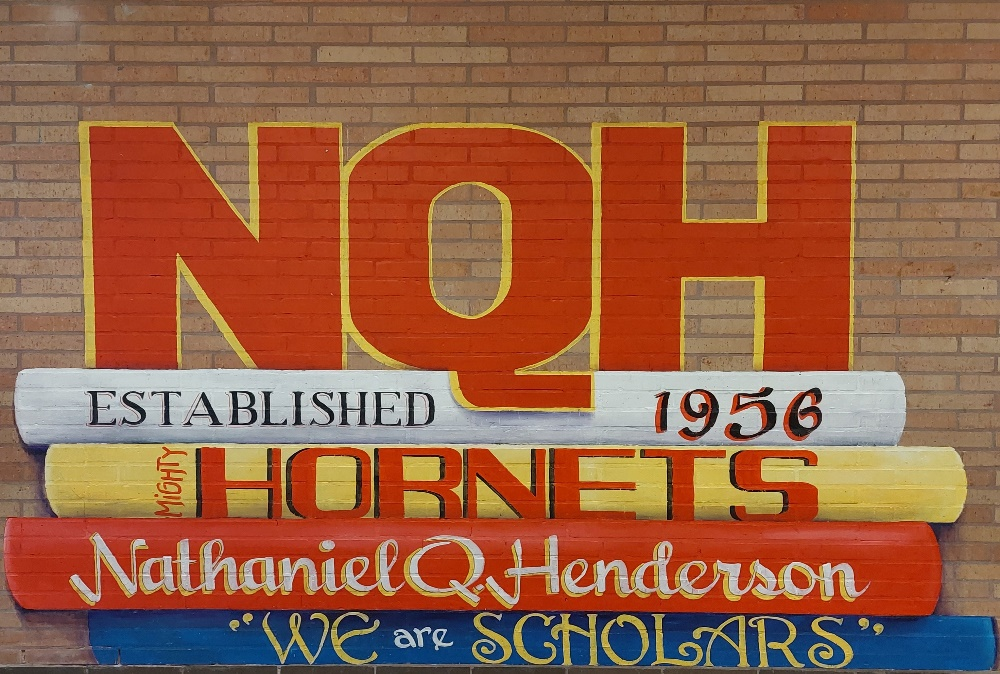 NQH
ESTABLISHED 1956
MIGHTY HORNETS
Nathaniel Q. Henderson
"WE are SCHOLARS"